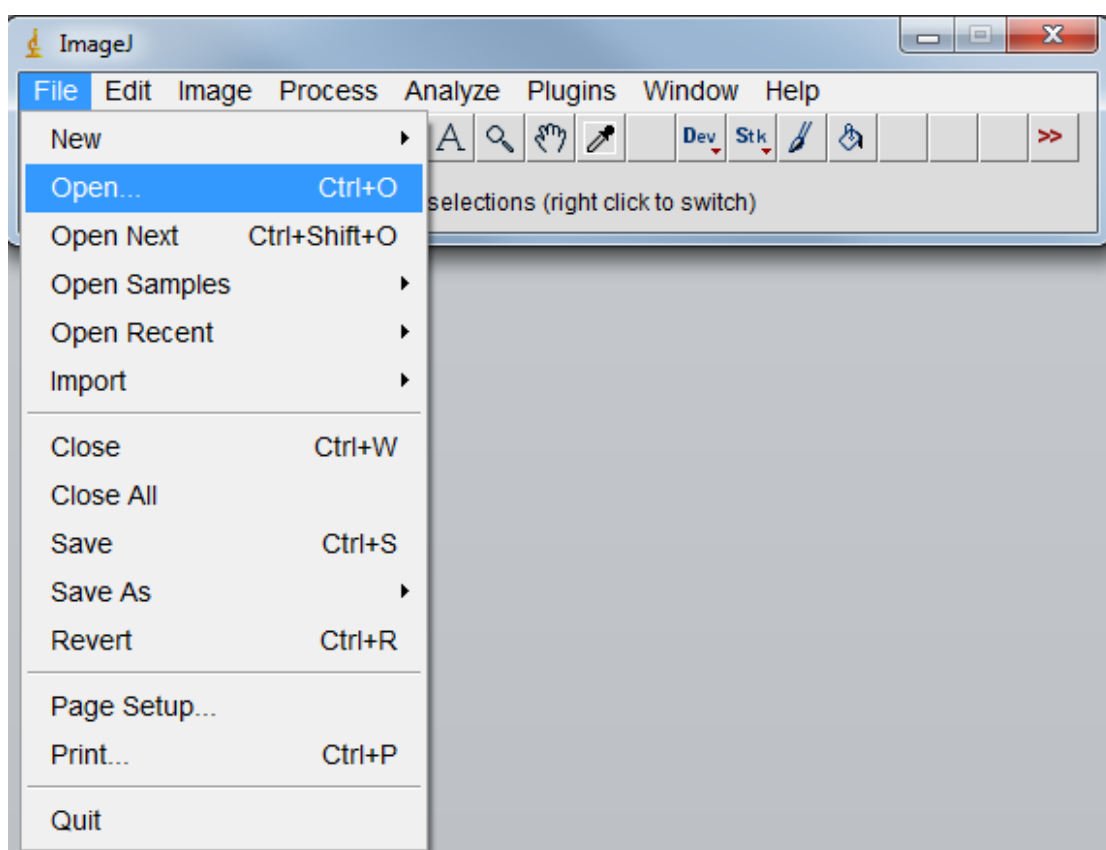 ImageJ
File Edit Image Process Analyze Plugins Window Help
New
A Dev Stk >>
Open... Ctrl+O
selections (right click to switch)
Open Next Ctrl+Shift+O
Open Samples
Open Recent
Import
Close Ctrl+W
Close All
Save Ctrl+S
Save As
Revert Ctrl+R
Page Setup...
Print... Ctrl+P
Quit